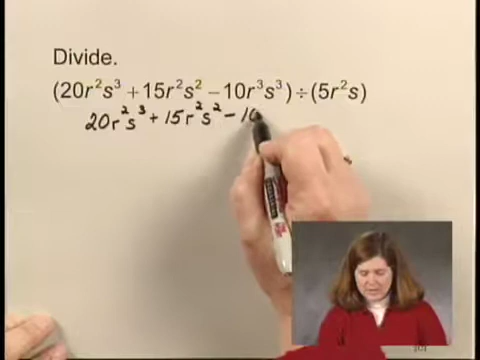 Divide.
(20r²s³ + 15r²s² − 10r³s³) ÷ (5r²s)
20r²s³ + 15r²s² − 10